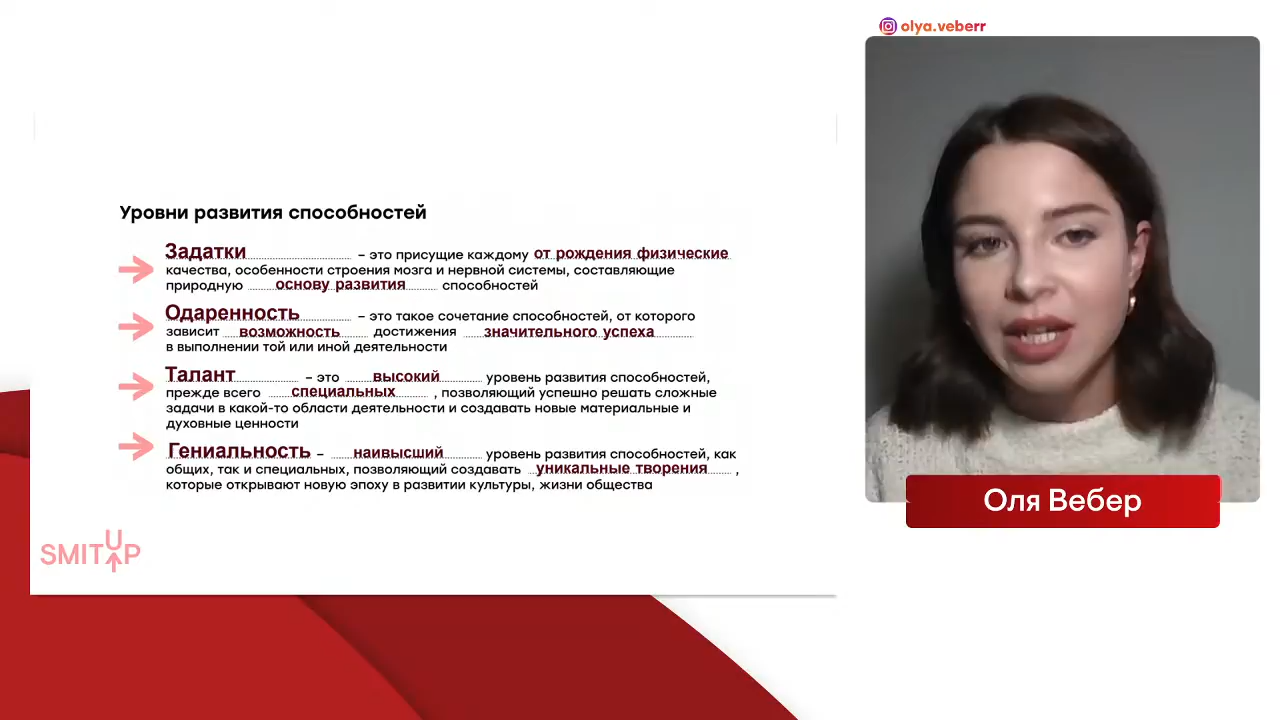 olya.veberr
Уровни развития способностей
Задатки – это присущие каждому от рождения физические
качества, особенности строения мозга и нервной системы, составляющие
природную основу развития способностей
Одаренность – это такое сочетание способностей, от которого
зависит возможность достижения значительного успеха
в выполнении той или иной деятельности
Талант – это высокий уровень развития способностей,
прежде всего специальных , позволяющий успешно решать сложные
задачи в какой-то области деятельности и создавать новые материальные и
духовные ценности
Гениальность – наивысший уровень развития способностей, как
общих, так и специальных, позволяющий создавать уникальные творения ,
которые открывают новую эпоху в развитии культуры, жизни общества
Оля Вебер
SMITUP